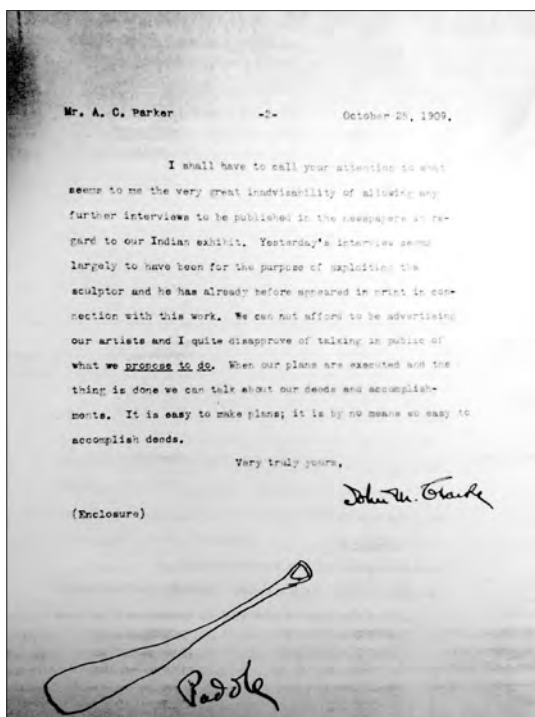 Mr. A. C. Parker -2- October 25, 1909.
I shall have to call your attention to what
seems to me the very great inadvisability of allowing any
further interviews to be published in the newspapers in re-
gard to our Indian exhibit. Yesterday's interview seems
largely to have been for the purpose of exploiting the
sculptor and he has already before appeared in print in con-
nection with this work. We can not afford to be advertising
our artists and I quite disapprove of talking in public of
what we propose to do. When our plans are executed and the
thing is done we can talk about our deeds and accomplish-
ments. It is easy to make plans; it is by no means so easy to
accomplish deeds.
Very truly yours,
John M. Clarke
(Enclosure)
Paddle